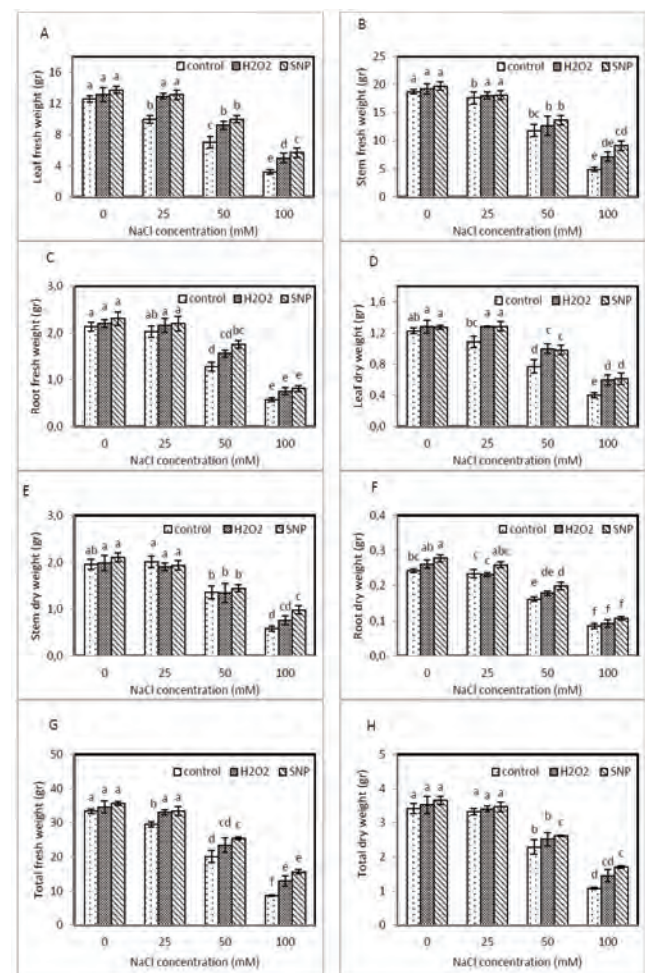 A
control H2O2 SNP
Leaf fresh weight (gr)
16
12
8
4
0
a a a
b a a
c b b
e d c
0 25 50 100
NaCl concentration (mM)
B
control H2O2 SNP
Stem fresh weight (gr)
25
20
15
10
5
0
a a a
b a a
bc b b
e de cd
0 25 50 100
NaCl concentration (mM)
C
control H2O2 SNP
Root fresh weight (gr)
3,0
2,0
1,0
0,0
a a a
ab a a
d cd bc
e e e
0 25 50 100
NaCl concentration (mM)
D
control H2O2 SNP
Leaf dry weight (gr)
1,6
1,2
0,8
0,4
0,0
ab a a
bc a a
d c c
e d d
0 25 50 100
NaCl concentration (mM)
E
control H2O2 SNP
Stem dry weight (gr)
3,0
2,0
1,0
0,0
ab a a
a a a
b b b
d cd c
0 25 50 100
NaCl concentration (mM)
F
control H2O2 SNP
Root dry weight (gr)
0,4
0,3
0,2
0,1
0,0
bc ab a
c c abc
e de d
f f f
0 25 50 100
NaCl concentration (mM)
G
control H2O2 SNP
Total fresh weight (gr)
50
40
30
20
10
0
a a a
b a a
d cd c
f e e
0 25 50 100
NaCl concentration (mM)
H
control H2O2 SNP
Total dry weight (gr)
5
4
3
2
1
0
a a a
a a a
b b c
d cd c
0 25 50 100
NaCl concentration (mM)